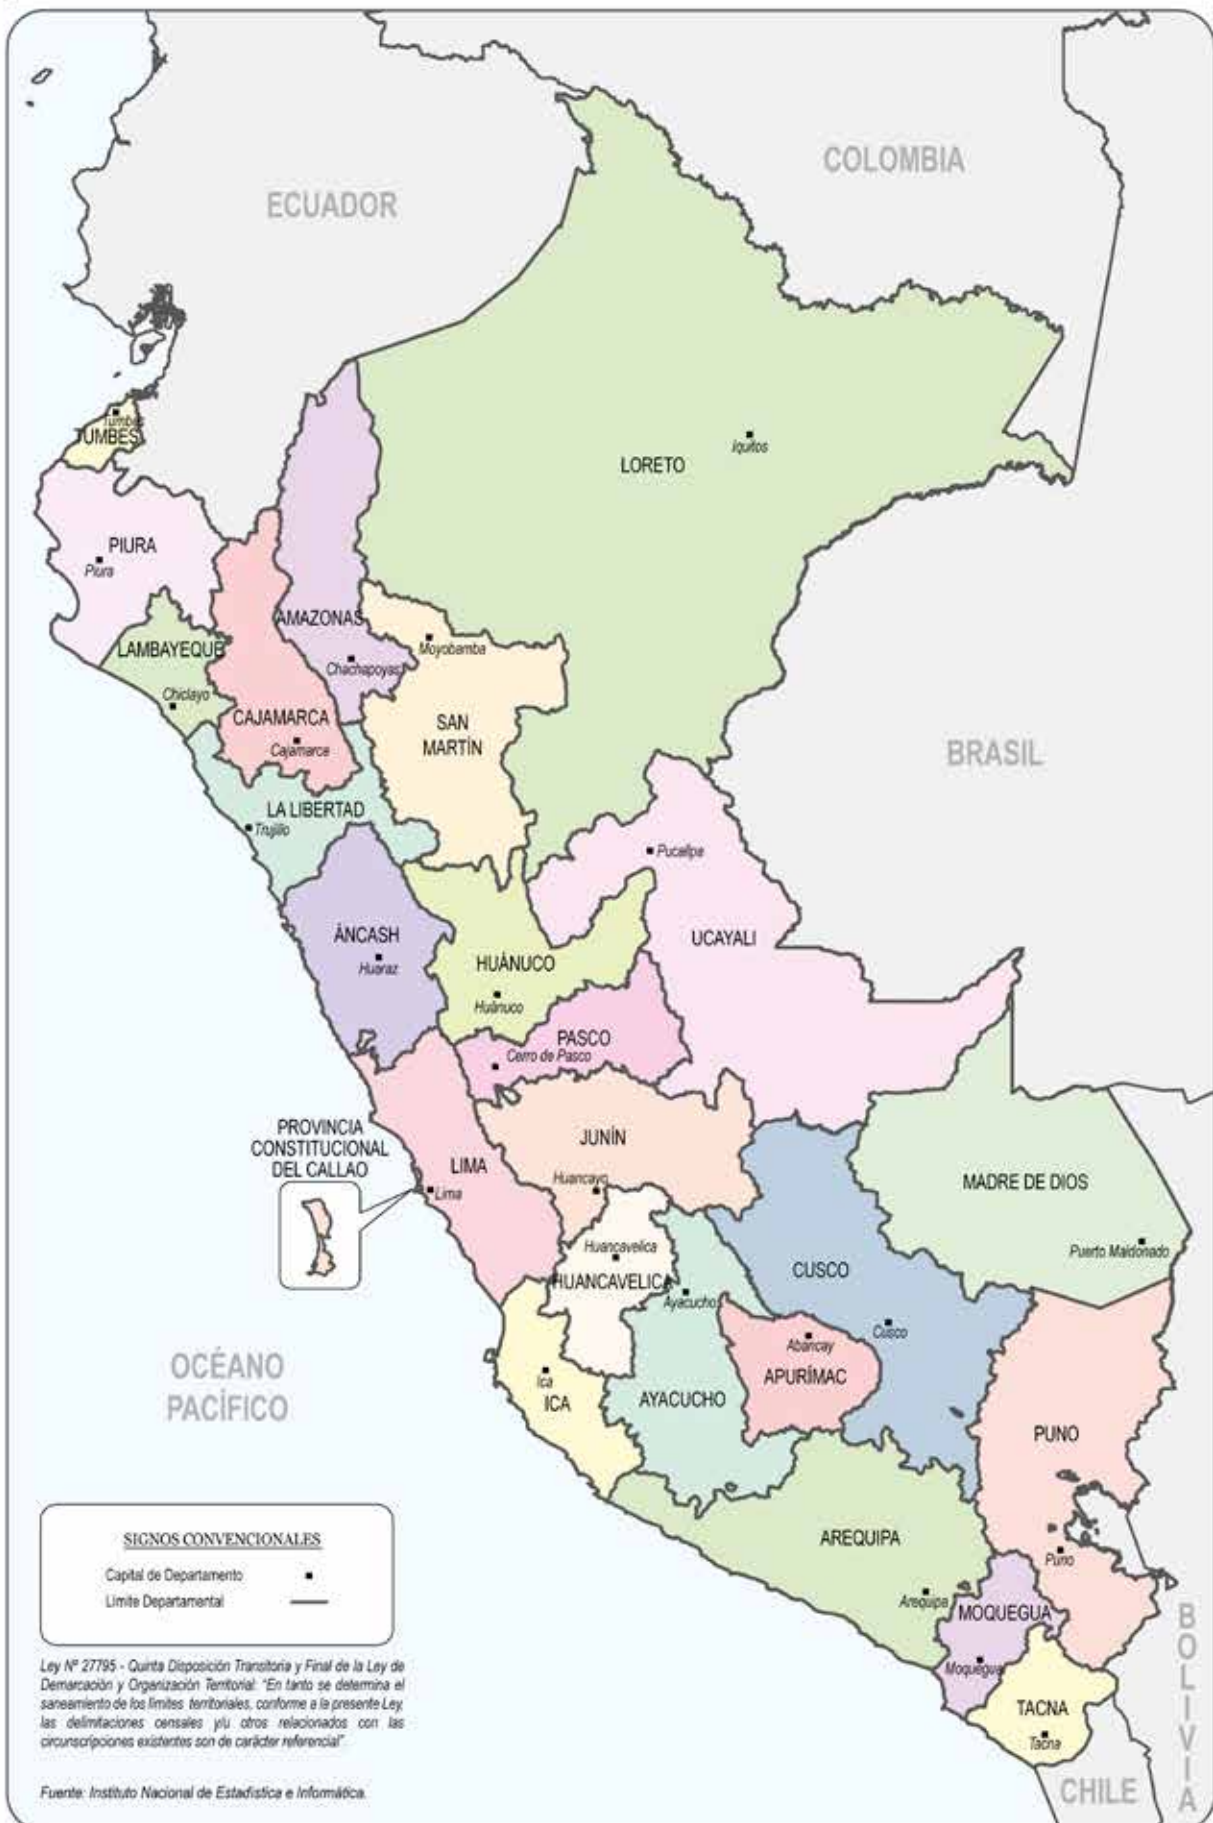 COLOMBIA
ECUADOR
Tumbes
TUMBES
Iquitos
LORETO
PIURA
Piura
AMAZONAS
LAMBAYEQUE
Moyobamba
Chachapoyas
Chiclayo
CAJAMARCA
Cajamarca
SAN
MARTÍN
BRASIL
LA LIBERTAD
Trujillo
Pucallpa
ÁNCASH
Huaraz
UCAYALI
HUÁNUCO
Huánuco
PASCO
Cerro de Pasco
PROVINCIA
CONSTITUCIONAL
DEL CALLAO
JUNÍN
LIMA
Lima
Huancayo
MADRE DE DIOS
Puerto Maldonado
Huancavelica
HUANCAVELICA
CUSCO
Ayacucho
Cusco
Abancay
APURÍMAC
OCÉANO
PACÍFICO
Ica
ICA
AYACUCHO
PUNO
AREQUIPA
Puno
Arequipa
MOQUEGUA
Moquegua
TACNA
Tacna
CHILE
BOLIVIA
SIGNOS CONVENCIONALES
Capital de Departamento
Límite Departamental
Ley Nº 27795 - Quinta Disposición Transitoria y Final de la Ley de
Demarcación y Organización Territorial: "En tanto se determina el
saneamiento de los límites territoriales, conforme a la presente Ley,
las delimitaciones censales y/u otros relacionados con las
circunscripciones existentes son de carácter referencial".
Fuente: Instituto Nacional de Estadística e Informática.